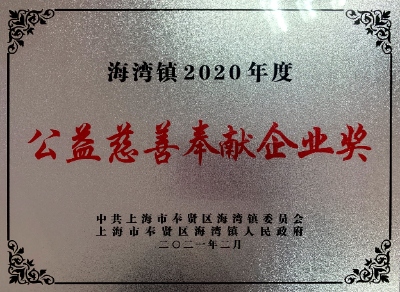 海湾镇2020年度
公益慈善奉献企业奖
中共上海市奉贤区海湾镇委员会
上海市奉贤区海湾镇人民政府
二〇二一年二月